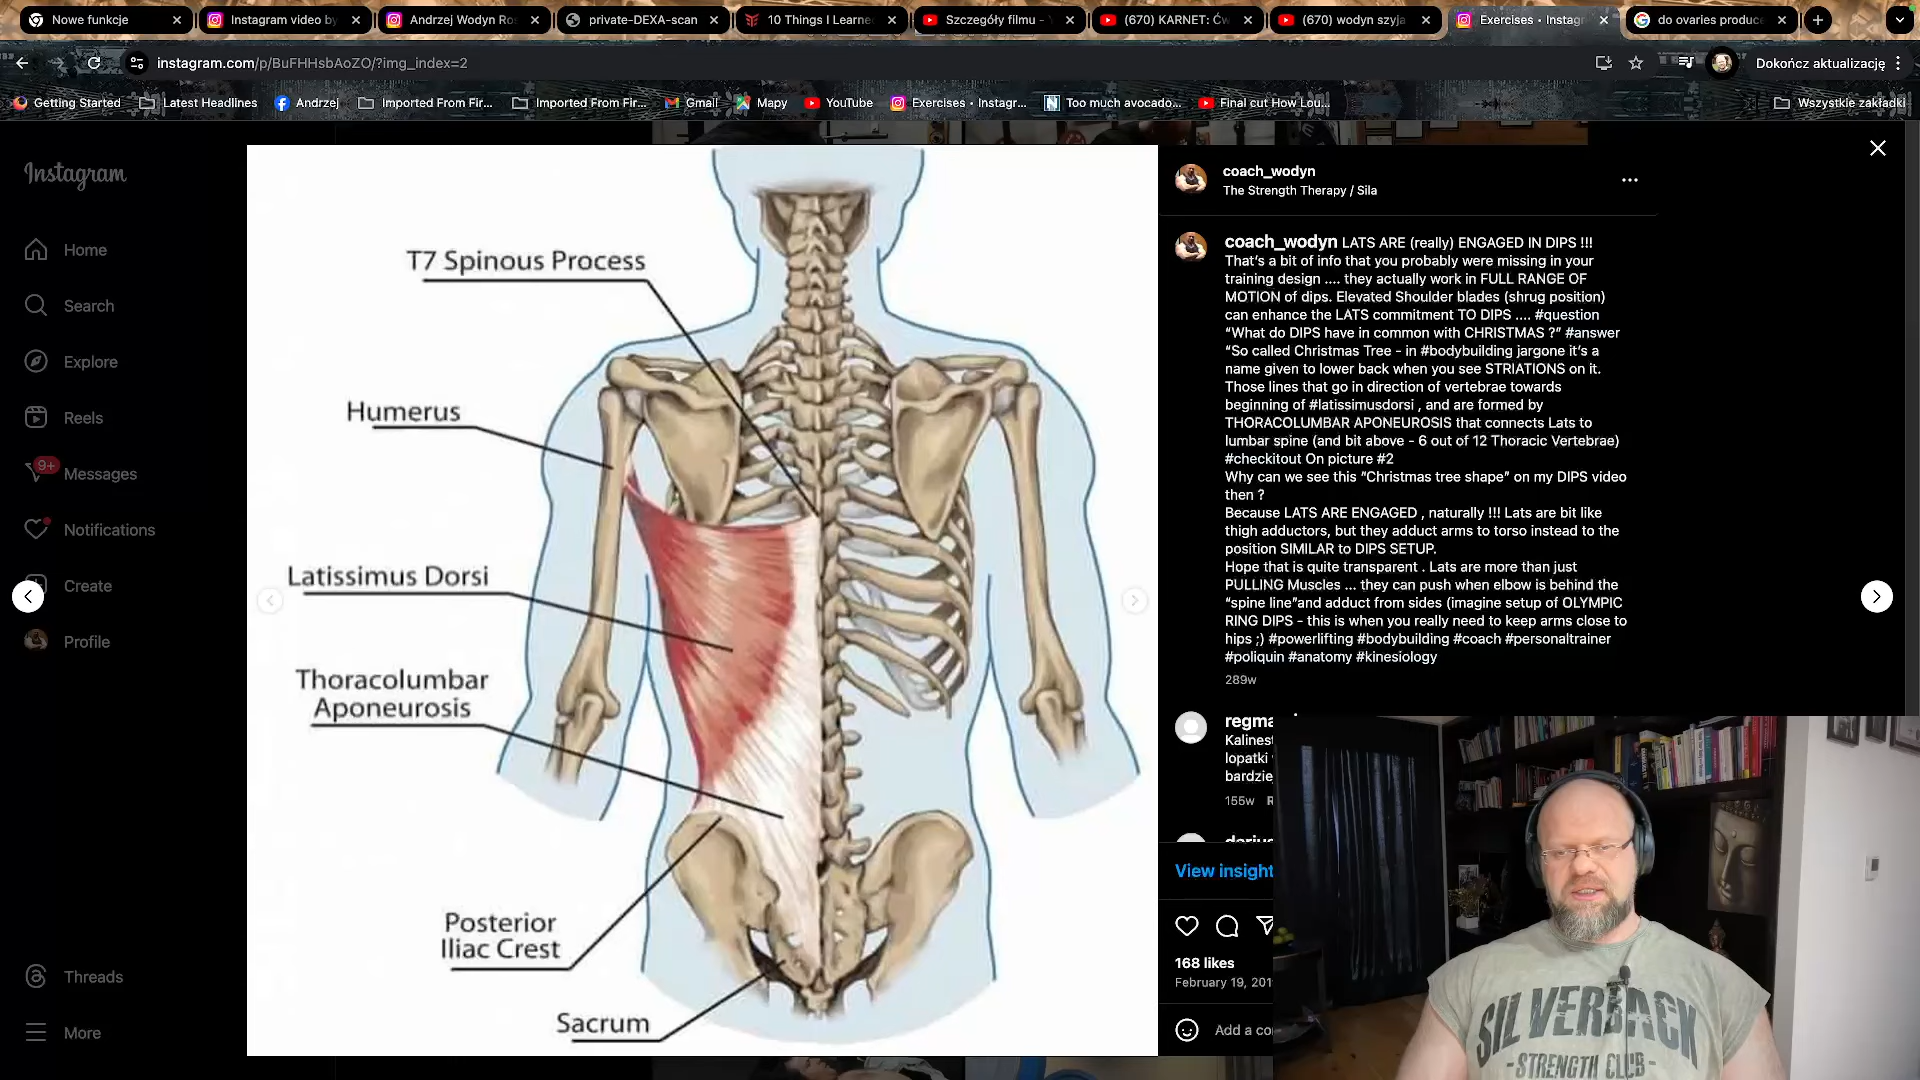 Nowe funkcje
Instagram video by
Andrzej Wodyn Ro
private-DEXA-scan
10 Things I Learne
Szczegóły filmu -
(670) KARNET: Ćw
(670) wodyn szyja
Exercises • Instag
do ovaries produc
instagram.com/p/BuFHHsbAoZO/?img_index=2
Dokończ aktualizację
Getting Started
Latest Headlines
Andrzej
Imported From Fir...
Imported From Fir...
Gmail
Mapy
YouTube
Exercises • Instagr...
Too much avocado...
Final cut How Lou...
Wszystkie zakładki
Instagram
Home
Search
Explore
Reels
9+
Messages
Notifications
Create
Profile
Threads
More
T7 Spinous Process
Humerus
Latissimus Dorsi
Thoracolumbar
Aponeurosis
Posterior
Iliac Crest
Sacrum
coach_wodyn
The Strength Therapy / Sila
coach_wodyn LATS ARE (really) ENGAGED IN DIPS !!!
That's a bit of info that you probably were missing in your
training design .... they actually work in FULL RANGE OF
MOTION of dips. Elevated Shoulder blades (shrug position)
can enhance the LATS commitment TO DIPS .... #question
“What do DIPS have in common with CHRISTMAS ?” #answer
“So called Christmas Tree - in #bodybuilding jargone it's a
name given to lower back when you see STRIATIONS on it.
Those lines that go in direction of vertebrae towards
beginning of #latissimusdorsi , and are formed by
THORACOLUMBAR APONEUROSIS that connects Lats to
lumbar spine (and bit above - 6 out of 12 Thoracic Vertebrae)
#checkitout On picture #2
Why can we see this ”Christmas tree shape” on my DIPS video
then ?
Because LATS ARE ENGAGED , naturally !!! Lats are bit like
thigh adductors, but they adduct arms to torso instead to the
position SIMILAR to DIPS SETUP.
Hope that is quite transparent . Lats are more than just
PULLING Muscles ... they can push when elbow is behind the
“spine line”and adduct from sides (imagine setup of OLYMPIC
RING DIPS - this is when you really need to keep arms close to
hips ;) #powerlifting #bodybuilding #coach #personaltrainer
#poliquin #anatomy #kinesiology
289w
regma
Kalinest
lopatki
bardzie
155w R
View insight
168 likes
February 19, 201
Add a co
SILVERBACK
-STRENGTH CLUB-